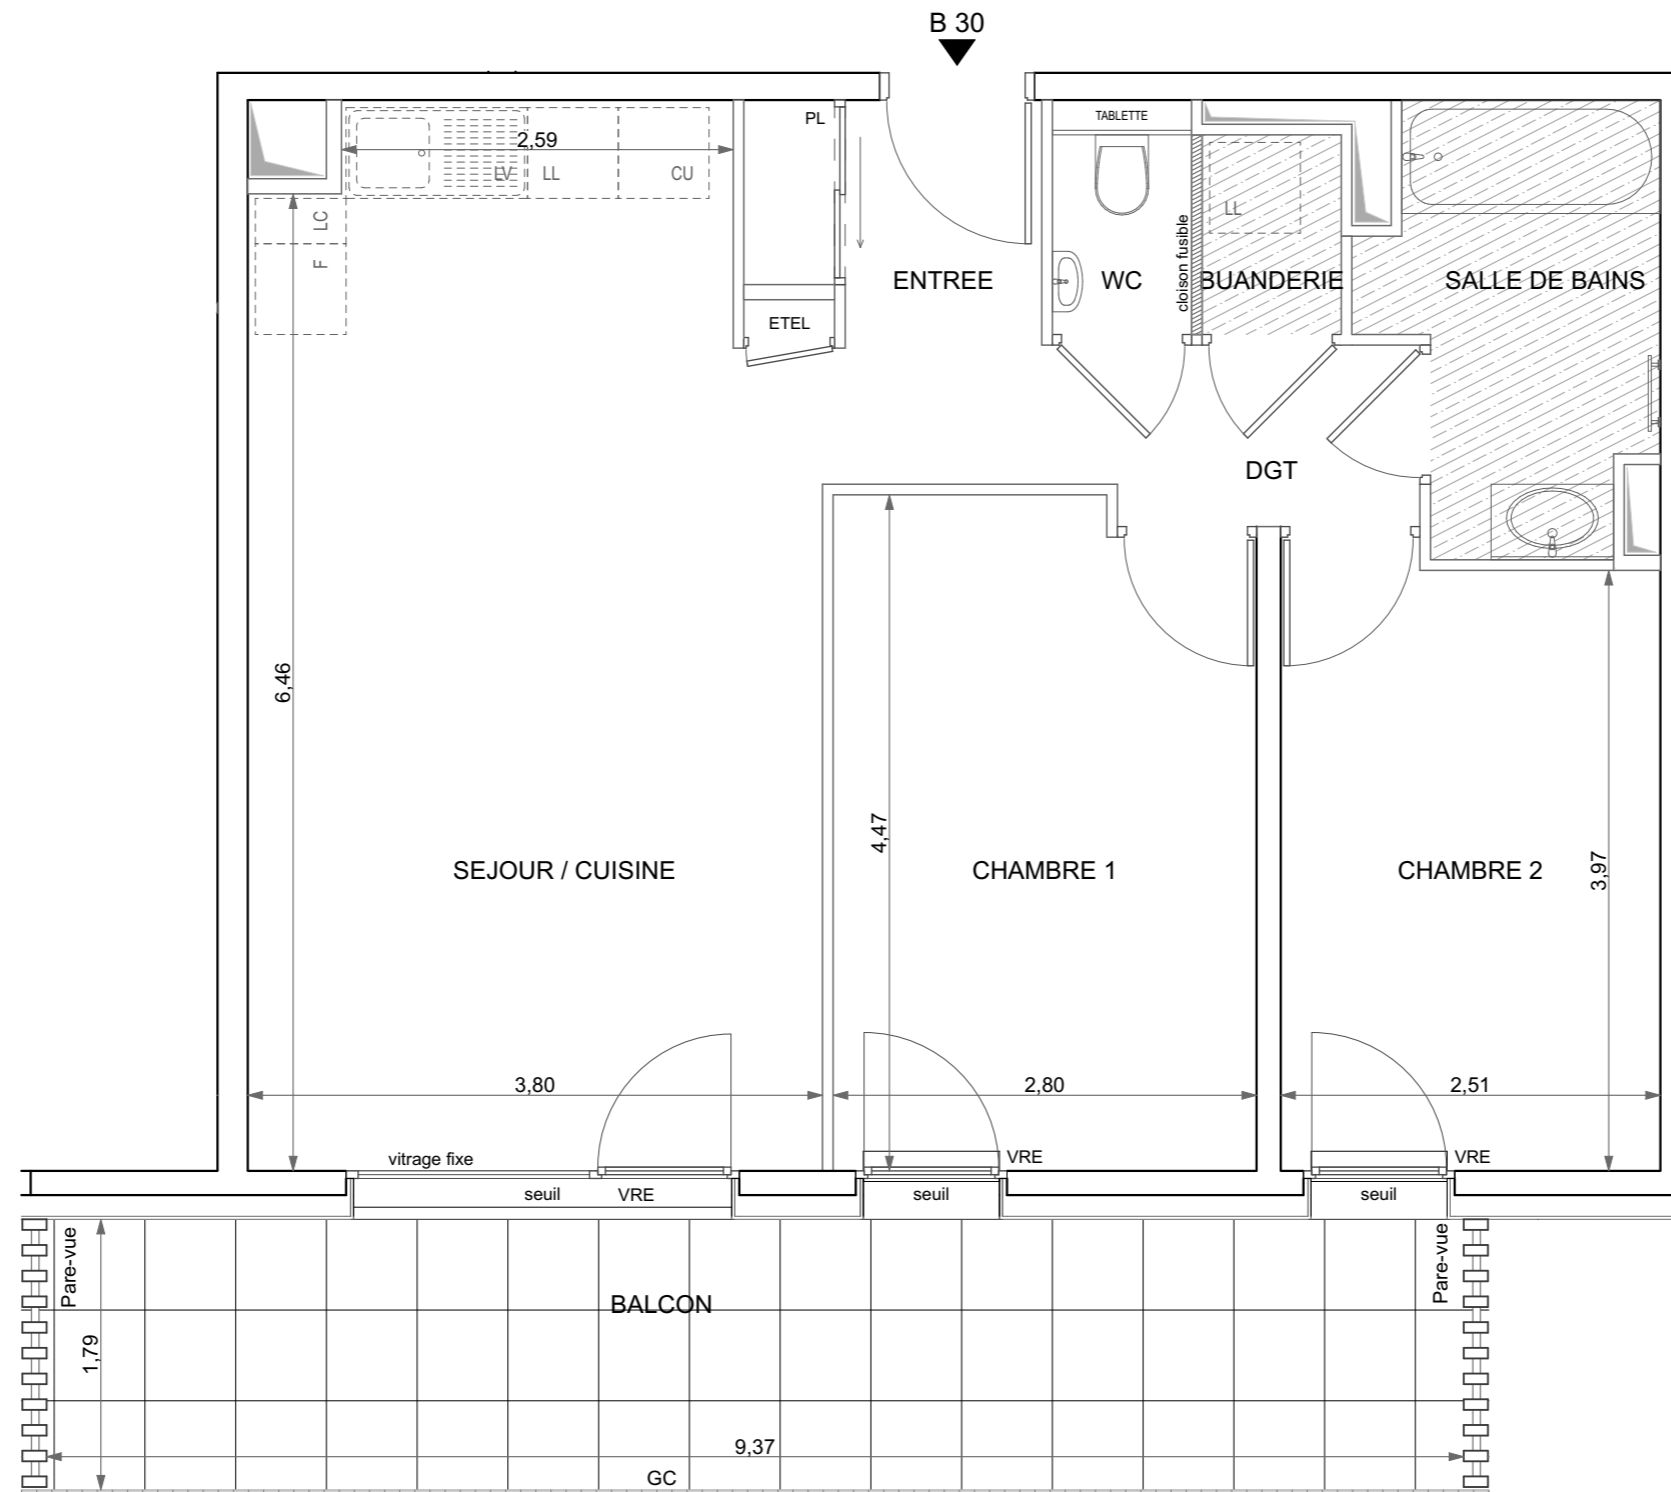 B 30
PL
TABLETTE
2,59
LV
LL
CU
LC
F
LL
cloison fusible
ENTREE
WC
BUANDERIE
SALLE DE BAINS
ETEL
DGT
6,46
4,47
3,97
SEJOUR / CUISINE
CHAMBRE 1
CHAMBRE 2
3,80
2,80
2,51
vitrage fixe
VRE
VRE
seuil
VRE
seuil
seuil
Pare-vue
Pare-vue
BALCON
1,79
9,37
GC